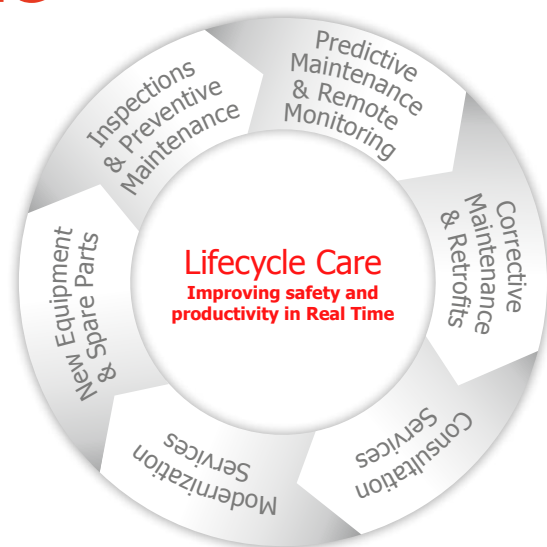 Lifecycle Care
Improving safety and
productivity in Real Time
Inspections
& Preventive
Maintenance
Predictive
Maintenance
& Remote
Monitoring
Corrective
Maintenance
& Retrofits
Consultation
Services
Modernization
Services
New Equipment
& Spare Parts